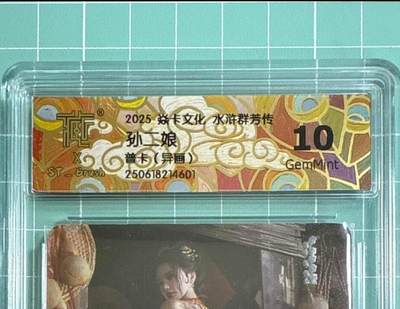 2025 焱卡文化 水浒群芳传
孙二娘
普卡（异画）
250618214601
10
GemMint
®
X
ST_brush